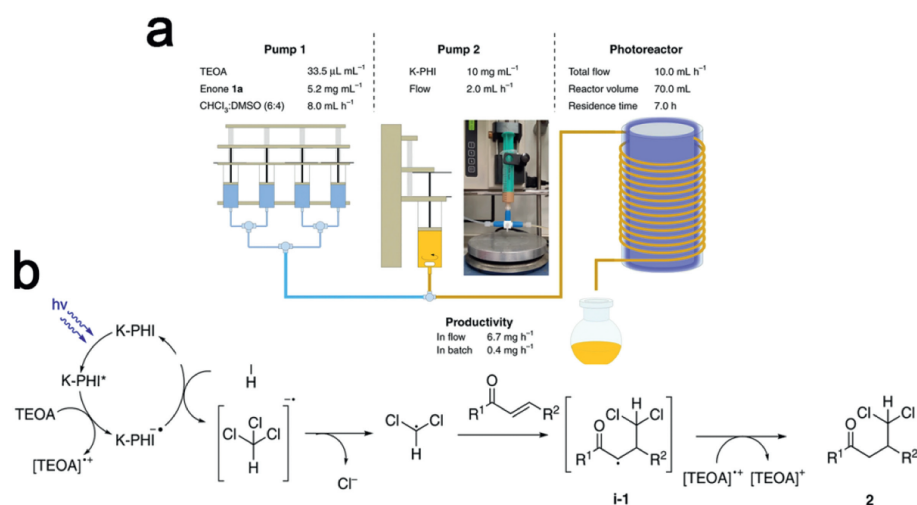 a
Pump 1
TEOA 33.5 μL mL⁻¹
Enone 1a 5.2 mg mL⁻¹
CHCl₃:DMSO (6:4) 8.0 mL h⁻¹
Pump 2
K-PHI 10 mg mL⁻¹
Flow 2.0 mL h⁻¹
Photoreactor
Total flow 10.0 mL h⁻¹
Reactor volume 70.0 mL
Residence time 7.0 h
Productivity
In flow 6.7 mg h⁻¹
In batch 0.4 mg h⁻¹
b
hν
K-PHI
K-PHI*
TEOA
K-PHI⁻•
[TEOA]•+
H
Cl Cl Cl H −•
Cl⁻
H
Cl Cl
O
R¹ R²
H
Cl Cl
O
R¹ R²
i-1
[TEOA]•+ [TEOA]+
H
Cl Cl
O
R¹ R²
2